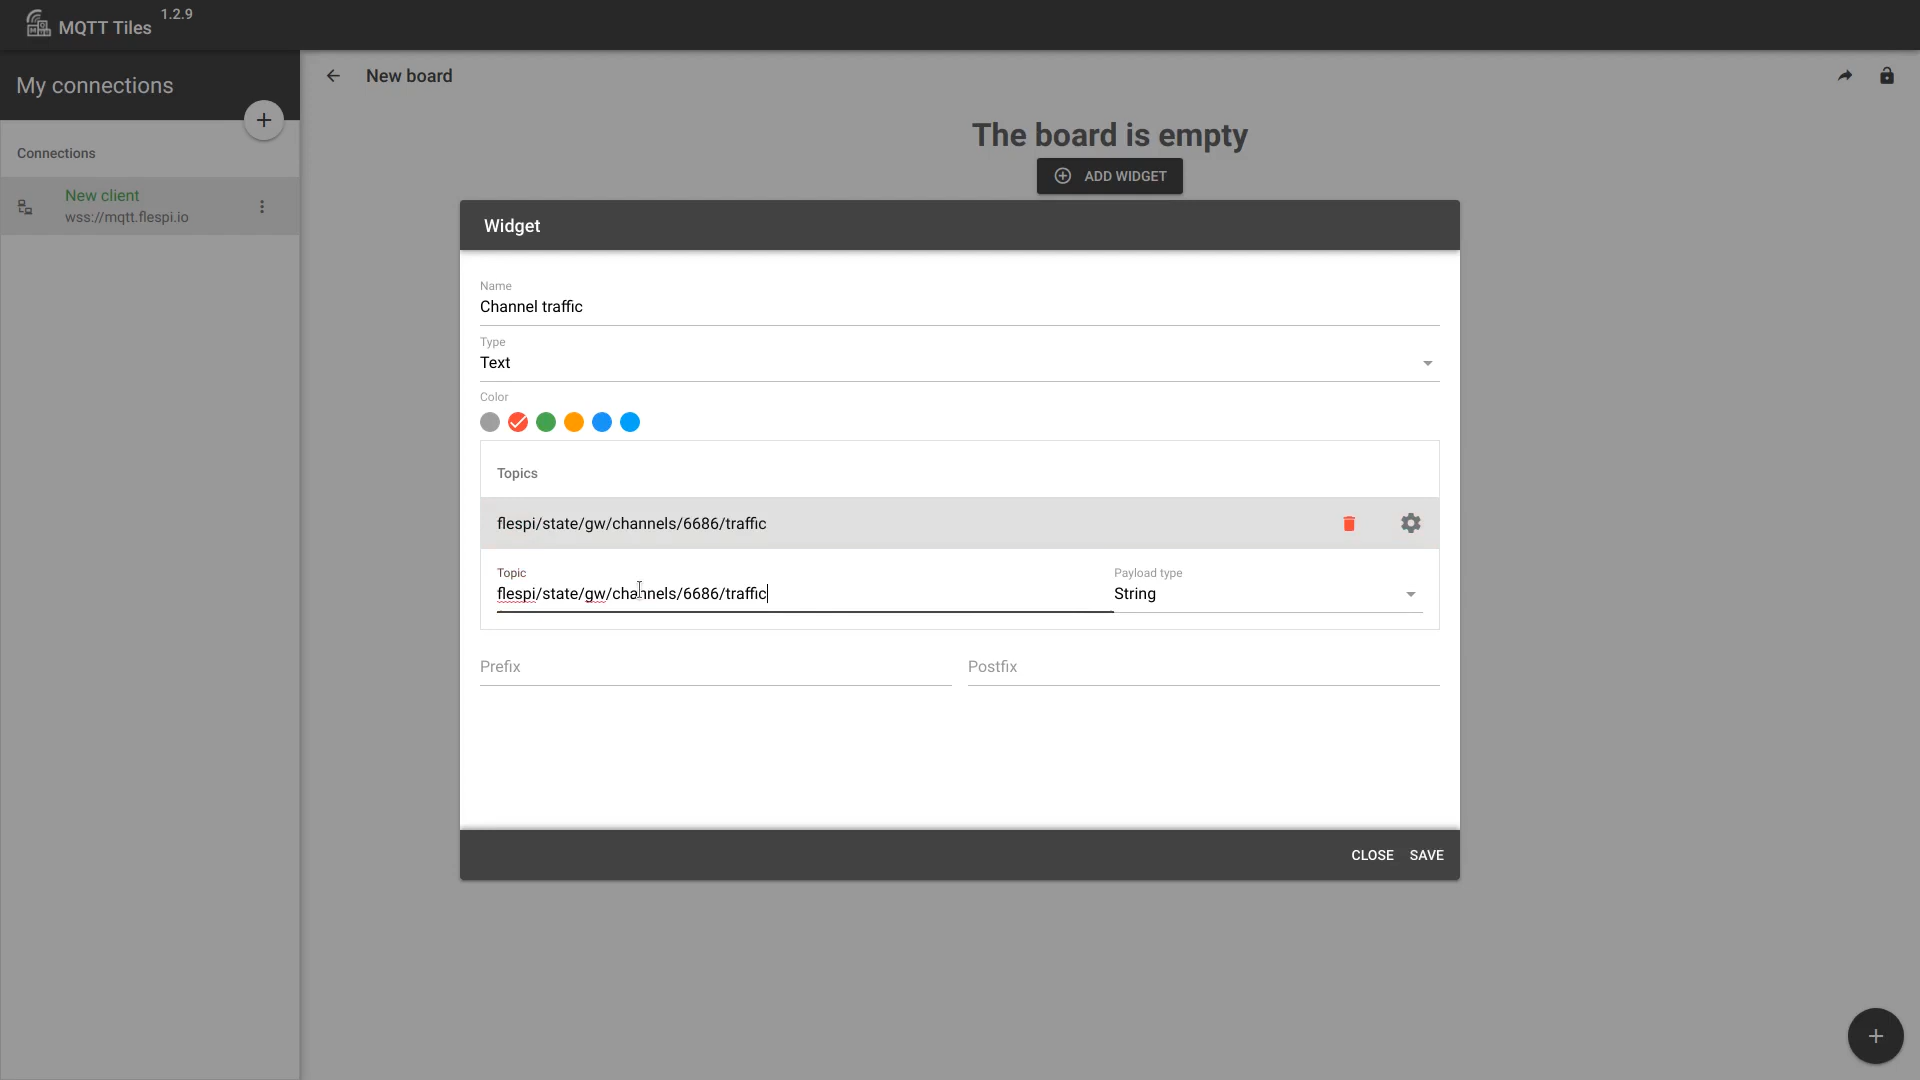 MQTT Tiles 1.2.9
My connections
New board
Connections
New client
wss://mqtt.flespi.io
The board is empty
ADD WIDGET
Widget
Name
Channel traffic
Type
Text
Color
Topics
flespi/state/gw/channels/6686/traffic
Topic
Payload type
flespi/state/gw/channels/6686/traffic
String
Prefix
Postfix
CLOSE
SAVE